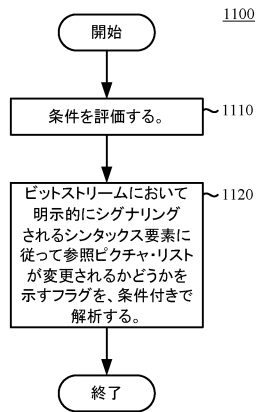 1100
開始
条件を評価する。
1110
ビットストリームにおいて
明示的にシグナリング
されるシンタックス要素に
従って参照ピクチャ・リスト
が変更されるかどうかを
示すフラグを、条件付きで
解析する。
1120
終了